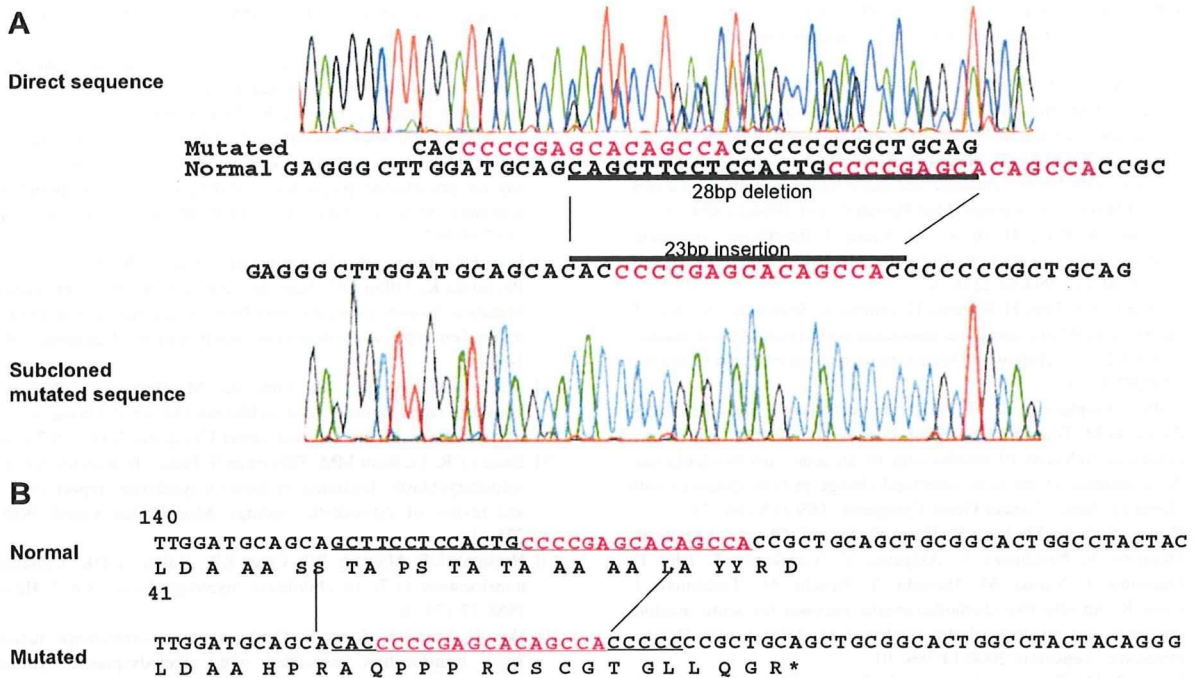 A
Direct sequence
Mutated CACCCCCGAGCACAGCCACCCCCCCGCTGCAG
Normal GAGGGCTTGGATGCAGCAGCTTCCTCCACTGCCCCGAGCACAGCCACCGC
28bp deletion
23bp insertion
GAGGGCTTGGATGCAGCACACCCCCGAGCACAGCCACCCCCCCGCTGCAG
Subcloned
mutated sequence
B
140
Normal TTGGATGCAGCAGCTTCCTCCACTGCCCCGAGCACAGCCACCGCTGCAGCTGCGGCACTGGCCTACTAC
L D A A A S S T A P S T A T A A A A A L A Y Y R D
41
Mutated TTGGATGCAGCACACCCCCGAGCACAGCCACCCCCCCGCTGCAGCTGCGGCACTGGCCTACTACAGGG
L D A A H P R A Q P P P R C S C G T G L L Q G R *